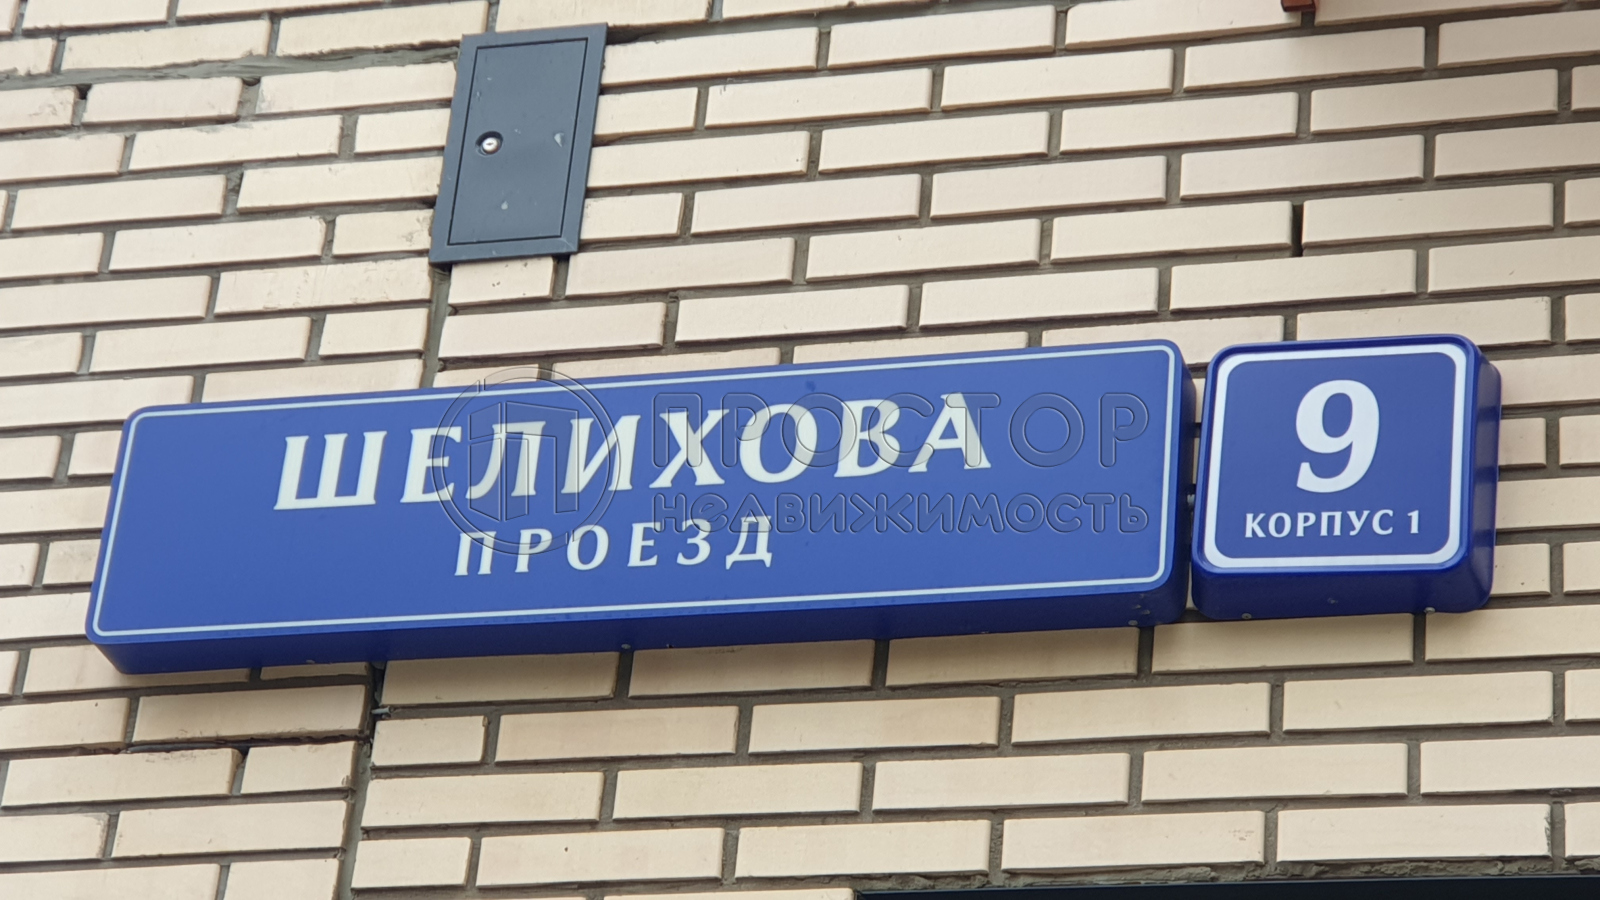 ШЕЛИХОВА
ПРОЕЗД
9
КОРПУС 1
ПРОСТОР
НЕДВИЖИМОСТЬ